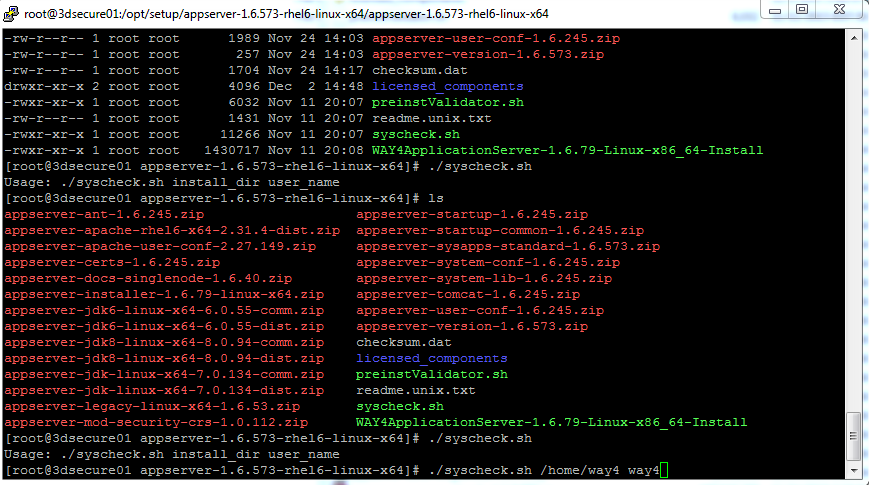 root@3dsecure01:/opt/setup/appserver-1.6.573-rhel6-linux-x64/appserver-1.6.573-rhel6-linux-x64
-rw-r--r-- 1 root root 1989 Nov 24 14:03 appserver-user-conf-1.6.245.zip
-rw-r--r-- 1 root root 257 Nov 24 14:03 appserver-version-1.6.573.zip
-rw-r--r-- 1 root root 1704 Nov 24 14:17 checksum.dat
drwxr-xr-x 2 root root 4096 Dec  2 14:48 licensed_components
-rwxr-xr-x 1 root root 6032 Nov 11 20:07 preinstValidator.sh
-rw-r--r-- 1 root root 1431 Nov 11 20:07 readme.unix.txt
-rwxr-xr-x 1 root root 11266 Nov 11 20:07 syscheck.sh
-rwxr-xr-x 1 root root 1430717 Nov 11 20:08 WAY4ApplicationServer-1.6.79-Linux-x86_64-Install
[root@3dsecure01 appserver-1.6.573-rhel6-linux-x64]# ./syscheck.sh
Usage: ./syscheck.sh install_dir user_name
[root@3dsecure01 appserver-1.6.573-rhel6-linux-x64]# ls
appserver-ant-1.6.245.zip appserver-startup-1.6.245.zip
appserver-apache-rhel6-x64-2.31.4-dist.zip appserver-startup-common-1.6.245.zip
appserver-apache-user-conf-2.27.149.zip appserver-sysapps-standard-1.6.573.zip
appserver-certs-1.6.245.zip appserver-system-conf-1.6.245.zip
appserver-docs-singlenode-1.6.40.zip appserver-system-lib-1.6.245.zip
appserver-installer-1.6.79-linux-x64.zip appserver-tomcat-1.6.245.zip
appserver-jdk6-linux-x64-6.0.55-comm.zip appserver-user-conf-1.6.245.zip
appserver-jdk6-linux-x64-6.0.55-dist.zip appserver-version-1.6.573.zip
appserver-jdk8-linux-x64-8.0.94-comm.zip checksum.dat
appserver-jdk8-linux-x64-8.0.94-dist.zip licensed_components
appserver-jdk-linux-x64-7.0.134-comm.zip preinstValidator.sh
appserver-jdk-linux-x64-7.0.134-dist.zip readme.unix.txt
appserver-legacy-linux-x64-1.6.53.zip syscheck.sh
appserver-mod-security-crs-1.0.112.zip WAY4ApplicationServer-1.6.79-Linux-x86_64-Install
[root@3dsecure01 appserver-1.6.573-rhel6-linux-x64]# ./syscheck.sh
Usage: ./syscheck.sh install_dir user_name
[root@3dsecure01 appserver-1.6.573-rhel6-linux-x64]# ./syscheck.sh /home/way4 way4